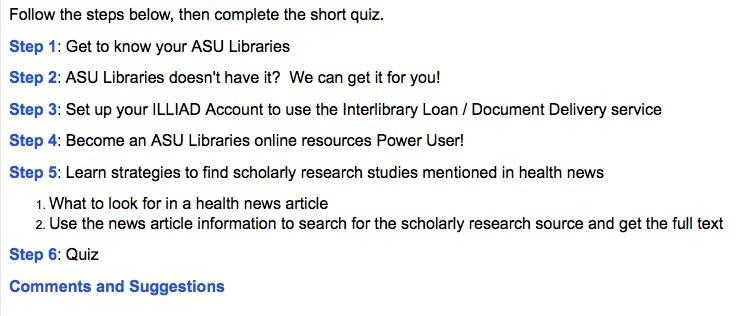 Follow the steps below, then complete the short quiz.
Step 1: Get to know your ASU Libraries
Step 2: ASU Libraries doesn't have it?  We can get it for you!
Step 3: Set up your ILLIAD Account to use the Interlibrary Loan / Document Delivery service
Step 4: Become an ASU Libraries online resources Power User!
Step 5: Learn strategies to find scholarly research studies mentioned in health news
1. What to look for in a health news article
2. Use the news article information to search for the scholarly research source and get the full text
Step 6: Quiz
Comments and Suggestions